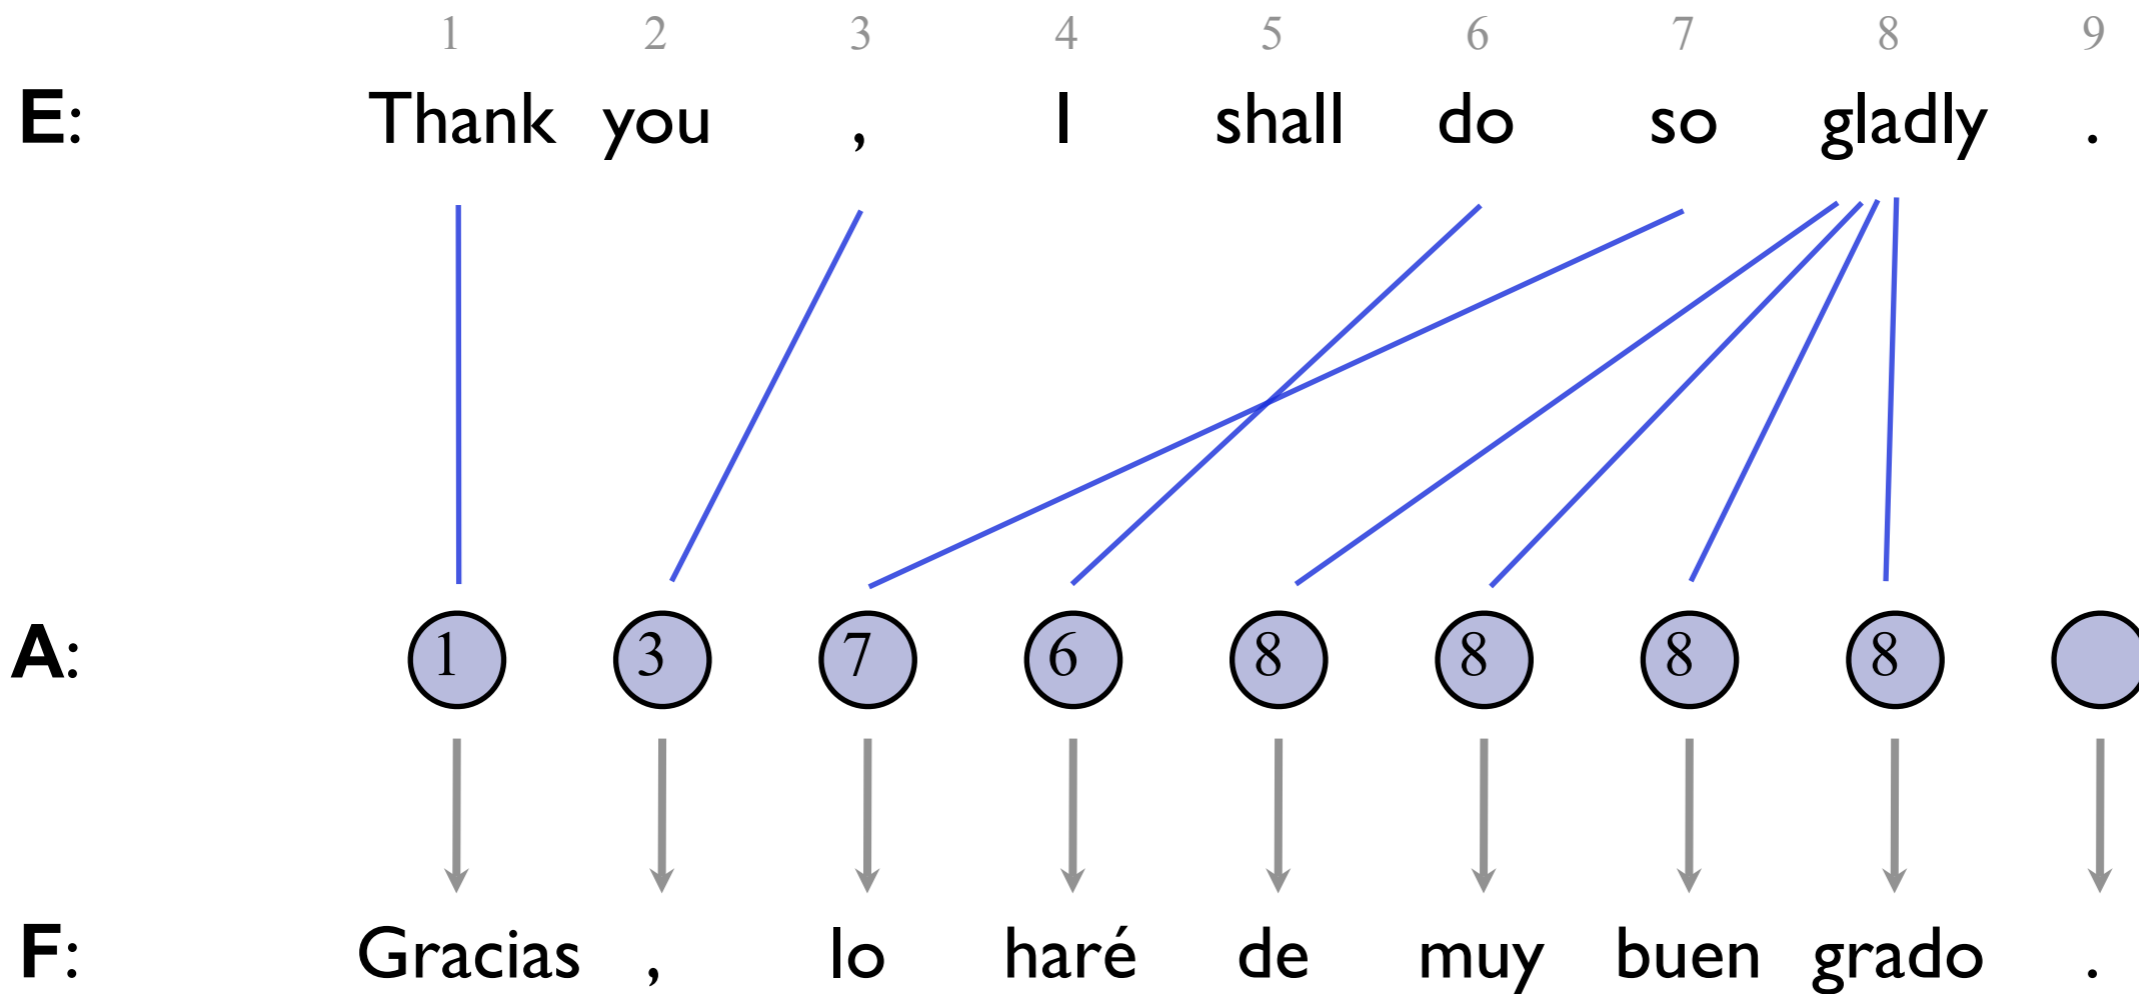 1 2 3 4 5 6 7 8 9
E: Thank you , I shall do so gladly .
A: 1 3 7 6 8 8 8 8
F: Gracias , lo haré de muy buen grado .